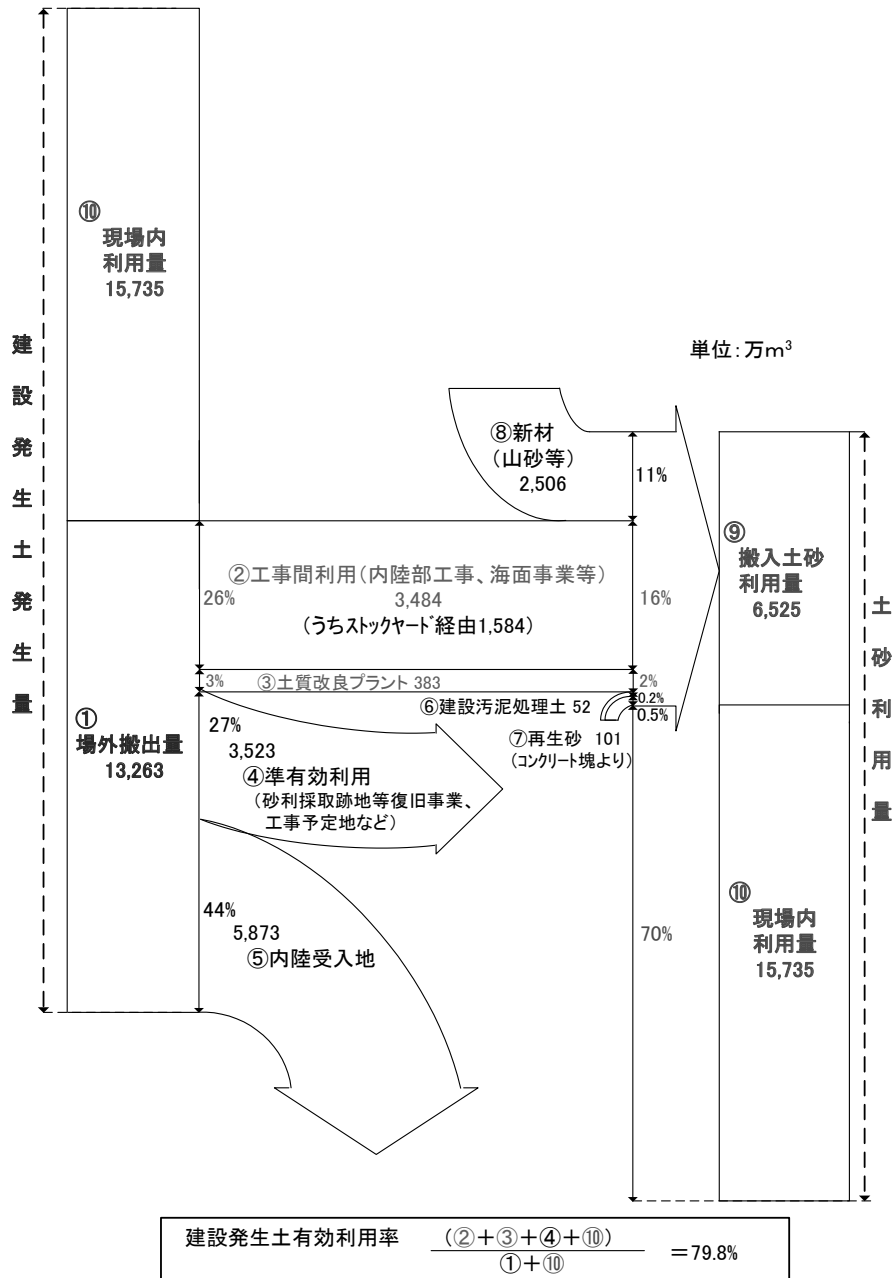 建設発生土発生量
⑩
現場内
利用量
15,735
①
場外搬出量
13,263
単位:万m³
⑧新材
(山砂等)
2,506
11%
②工事間利用(内陸部工事、海面事業等)
3,484
(うちストックヤード経由1,584)
26%
16%
3%
③土質改良プラント 383
2%
⑥建設汚泥処理土 52
0.2%
0.5%
⑦再生砂 101
(コンクリート塊より)
27%
3,523
④準有効利用
(砂利採取跡地等復旧事業、
工事予定地など)
44%
5,873
⑤内陸受入地
70%
⑨
搬入土砂
利用量
6,525
⑩
現場内
利用量
15,735
土砂利用量
建設発生土有効利用率 (②+③+④+⑩)
①+⑩
=79.8%